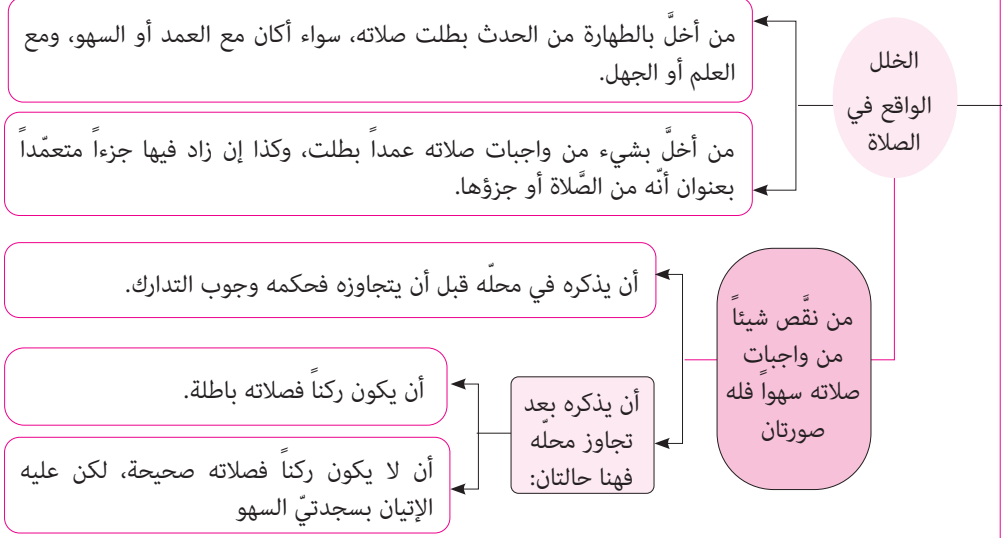 الخلل
الواقع في
الصلاة
من أخلَّ بالطهارة من الحدث بطلت صلاته، سواء أكان مع العمد أو السهو، ومع
العلم أو الجهل.
من أخلَّ بشيء من واجبات صلاته عمداً بطلت، وكذا إن زاد فيها جزءاً متعمّداً
بعنوان أنّه من الصَّلاة أو جزؤها.
من نقَّص شيئاً
من واجبات
صلاته سهواً فله
صورتان
أن يذكره في محلّه قبل أن يتجاوزه فحكمه وجوب التدارك.
أن يذكره بعد
تجاوز محلّه
فهنا حالتان:
أن يكون ركناً فصلاته باطلة.
أن لا يكون ركناً فصلاته صحيحة، لكن عليه
الإتيان بسجدتيّ السهو